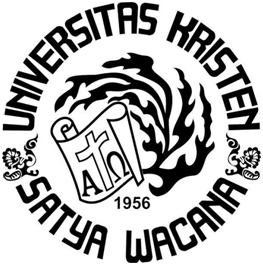 UNIVERSITAS KRISTEN
Α Ω
1956
SATYA WACANA